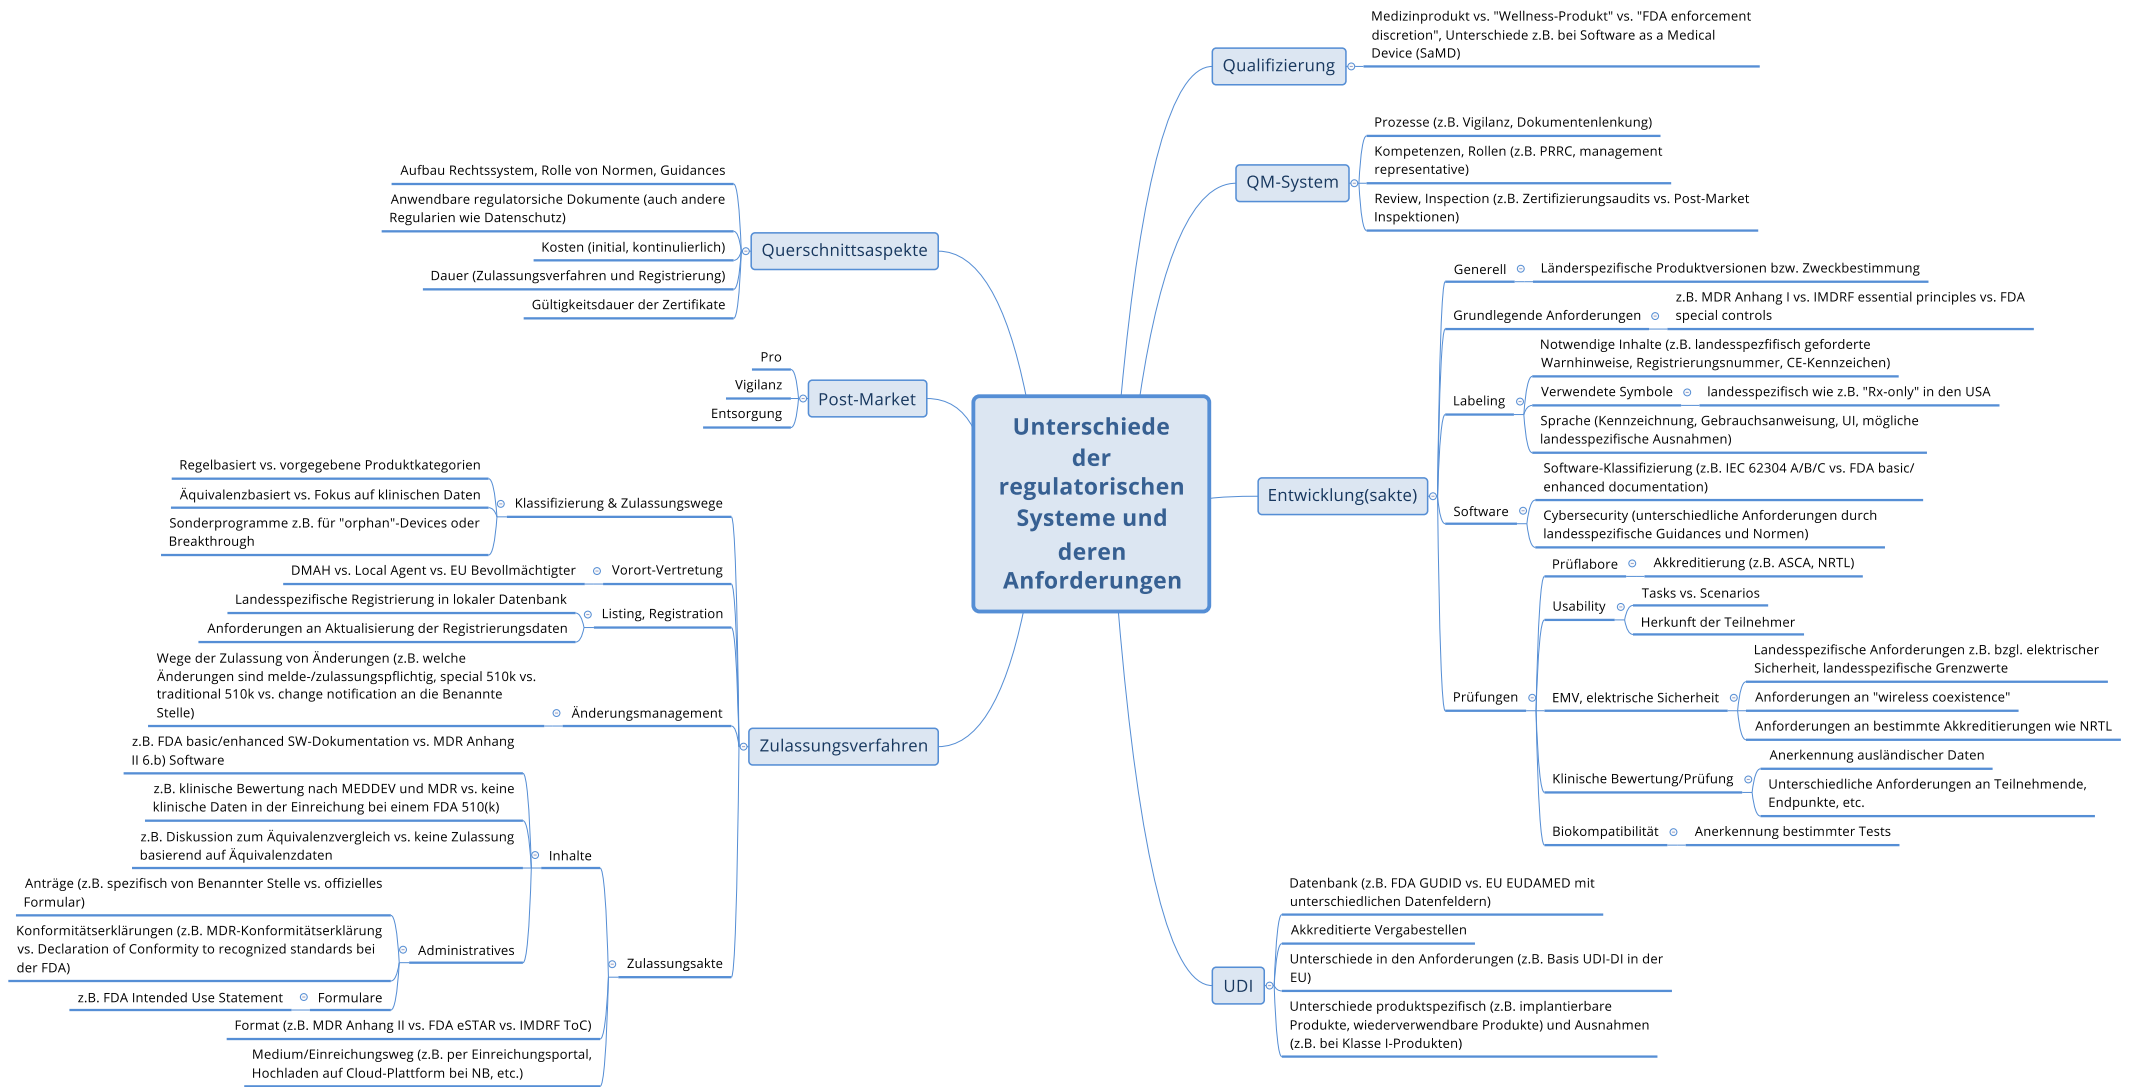 Unterschiede
der
regulatorischen
Systeme und
deren
Anforderungen
Qualifizierung
Medizinprodukt vs. "Wellness-Produkt" vs. "FDA enforcement
discretion", Unterschiede z.B. bei Software as a Medical
Device (SaMD)
QM-System
Prozesse (z.B. Vigilanz, Dokumentenlenkung)
Kompetenzen, Rollen (z.B. PRRC, management
representative)
Review, Inspection (z.B. Zertifizierungsaudits vs. Post-Market
Inspektionen)
Entwicklung(sakte)
Generell
Länderspezifische Produktversionen bzw. Zweckbestimmung
Grundlegende Anforderungen
z.B. MDR Anhang I vs. IMDRF essential principles vs. FDA
special controls
Labeling
Notwendige Inhalte (z.B. landesspezfifisch geforderte
Warnhinweise, Registrierungsnummer, CE-Kennzeichen)
Verwendete Symbole
landesspezifisch wie z.B. "Rx-only" in den USA
Sprache (Kennzeichnung, Gebrauchsanweisung, UI, mögliche
landesspezifische Ausnahmen)
Software
Software-Klassifizierung (z.B. IEC 62304 A/B/C vs. FDA basic/
enhanced documentation)
Cybersecurity (unterschiedliche Anforderungen durch
landesspezifische Guidances und Normen)
Prüfungen
Prüflabore
Akkreditierung (z.B. ASCA, NRTL)
Usability
Tasks vs. Scenarios
Herkunft der Teilnehmer
EMV, elektrische Sicherheit
Landesspezifische Anforderungen z.B. bzgl. elektrischer
Sicherheit, landesspezifische Grenzwerte
Anforderungen an "wireless coexistence"
Anforderungen an bestimmte Akkreditierungen wie NRTL
Klinische Bewertung/Prüfung
Anerkennung ausländischer Daten
Unterschiedliche Anforderungen an Teilnehmende,
Endpunkte, etc.
Biokompatibilität
Anerkennung bestimmter Tests
UDI
Datenbank (z.B. FDA GUDID vs. EU EUDAMED mit
unterschiedlichen Datenfeldern)
Akkreditierte Vergabestellen
Unterschiede in den Anforderungen (z.B. Basis UDI-DI in der
EU)
Unterschiede produktspezifisch (z.B. implantierbare
Produkte, wiederverwendbare Produkte) und Ausnahmen
(z.B. bei Klasse I-Produkten)
Querschnittsaspekte
Aufbau Rechtssystem, Rolle von Normen, Guidances
Anwendbare regulatorsiche Dokumente (auch andere
Regularien wie Datenschutz)
Kosten (initial, kontinulierlich)
Dauer (Zulassungsverfahren und Registrierung)
Gültigkeitsdauer der Zertifikate
Post-Market
Pro
Vigilanz
Entsorgung
Zulassungsverfahren
Klassifizierung & Zulassungswege
Regelbasiert vs. vorgegebene Produktkategorien
Äquivalenzbasiert vs. Fokus auf klinischen Daten
Sonderprogramme z.B. für "orphan"-Devices oder
Breakthrough
Vorort-Vertretung
DMAH vs. Local Agent vs. EU Bevollmächtigter
Listing, Registration
Landesspezifische Registrierung in lokaler Datenbank
Anforderungen an Aktualisierung der Registrierungsdaten
Änderungsmanagement
Wege der Zulassung von Änderungen (z.B. welche
Änderungen sind melde-/zulassungspflichtig, special 510k vs.
traditional 510k vs. change notification an die Benannte
Stelle)
Zulassungsakte
Inhalte
z.B. FDA basic/enhanced SW-Dokumentation vs. MDR Anhang
II 6.b) Software
z.B. klinische Bewertung nach MEDDEV und MDR vs. keine
klinische Daten in der Einreichung bei einem FDA 510(k)
z.B. Diskussion zum Äquivalenzvergleich vs. keine Zulassung
basierend auf Äquivalenzdaten
Administratives
Anträge (z.B. spezifisch von Benannter Stelle vs. offizielles
Formular)
Konformitätserklärungen (z.B. MDR-Konformitätserklärung
vs. Declaration of Conformity to recognized standards bei
der FDA)
Formulare
z.B. FDA Intended Use Statement
Format (z.B. MDR Anhang II vs. FDA eSTAR vs. IMDRF ToC)
Medium/Einreichungsweg (z.B. per Einreichungsportal,
Hochladen auf Cloud-Plattform bei NB, etc.)